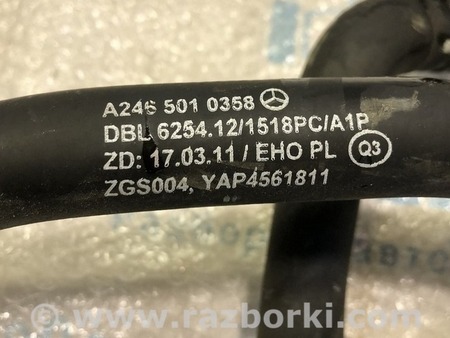 A246 501 0358
DBL 6254.12/1518PC/A1P
ZD: 17.03.11 / EHO PL Q3
ZGS004, YAP4561811
© www.razborki.com